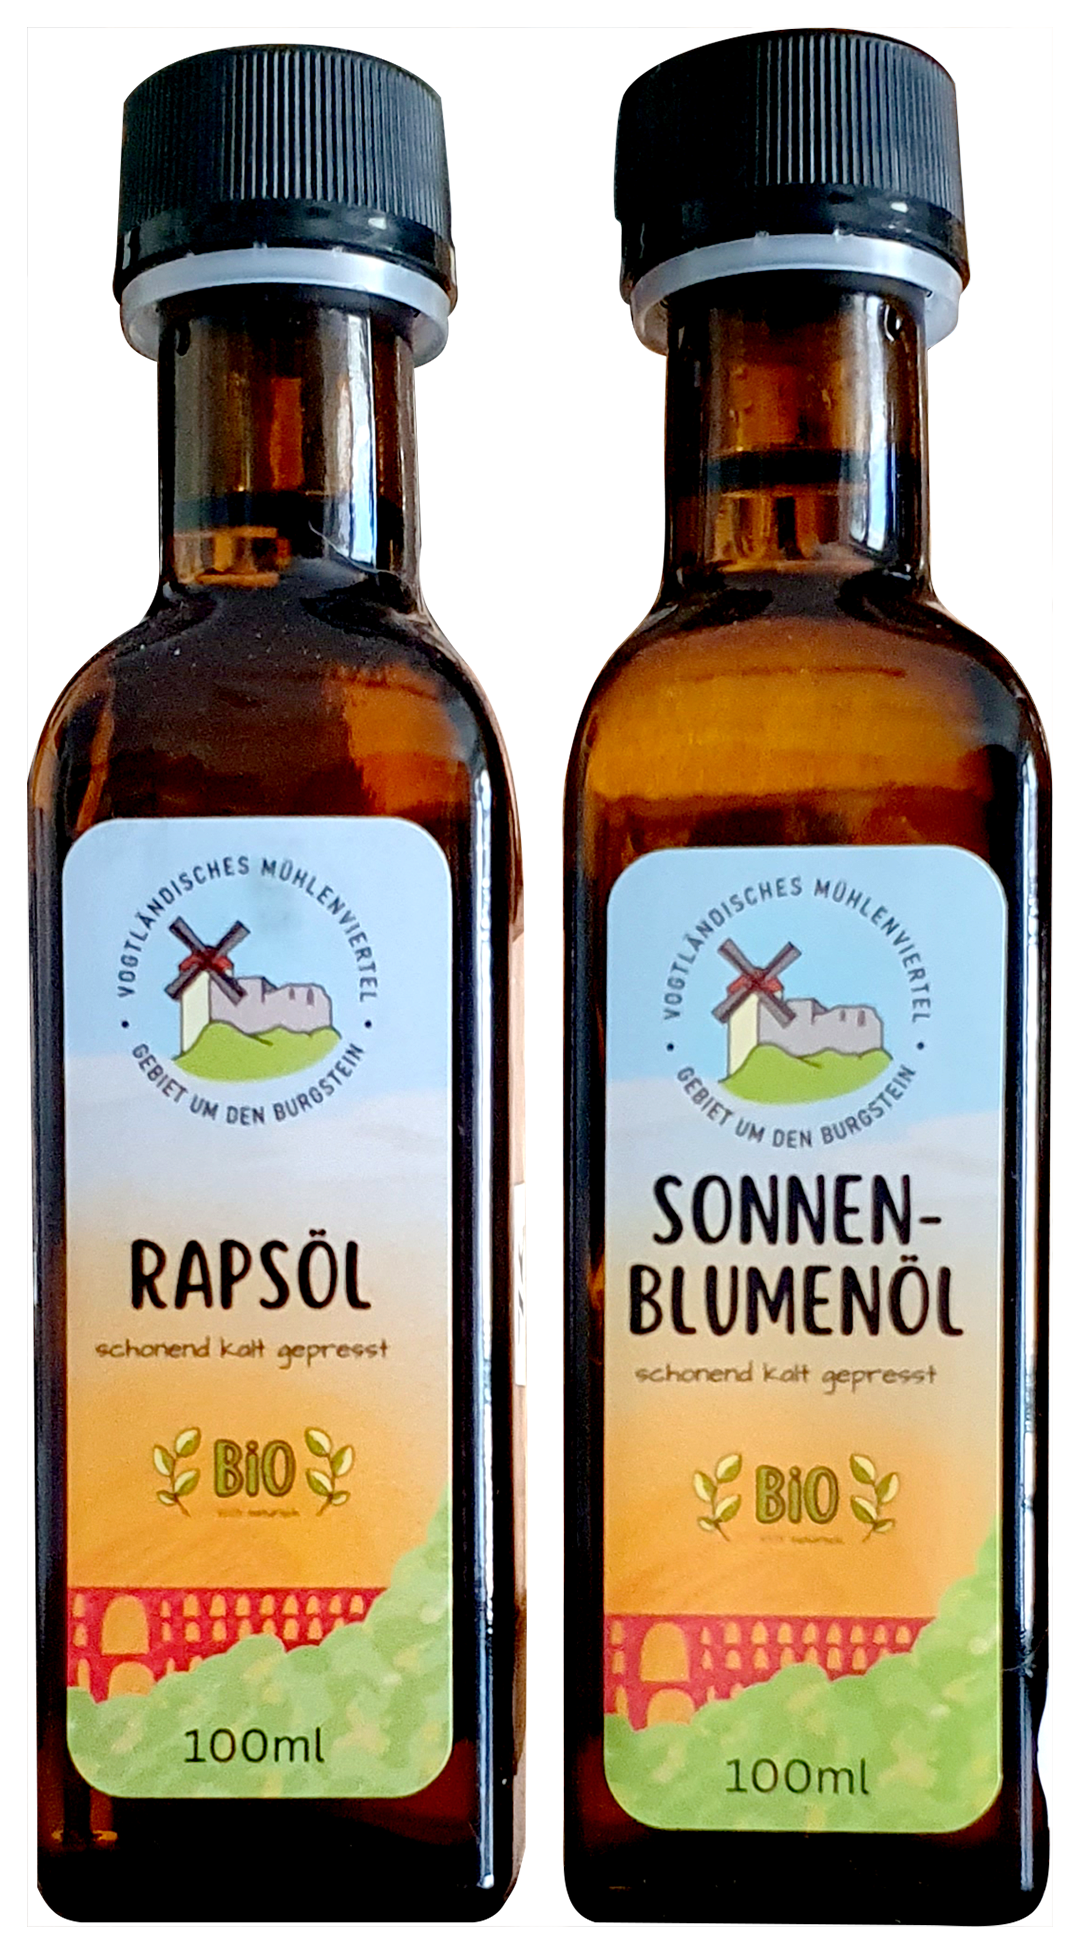 VOGTLÄNDISCHES MÜHLENVIERTEL
• GEBIET UM DEN BURGSTEIN •
RAPSÖL
schonend kalt gepresst
BiO
100ml
VOGTLÄNDISCHES MÜHLENVIERTEL
• GEBIET UM DEN BURGSTEIN •
SONNEN-
BLUMENÖL
schonend kalt gepresst
BiO
100ml